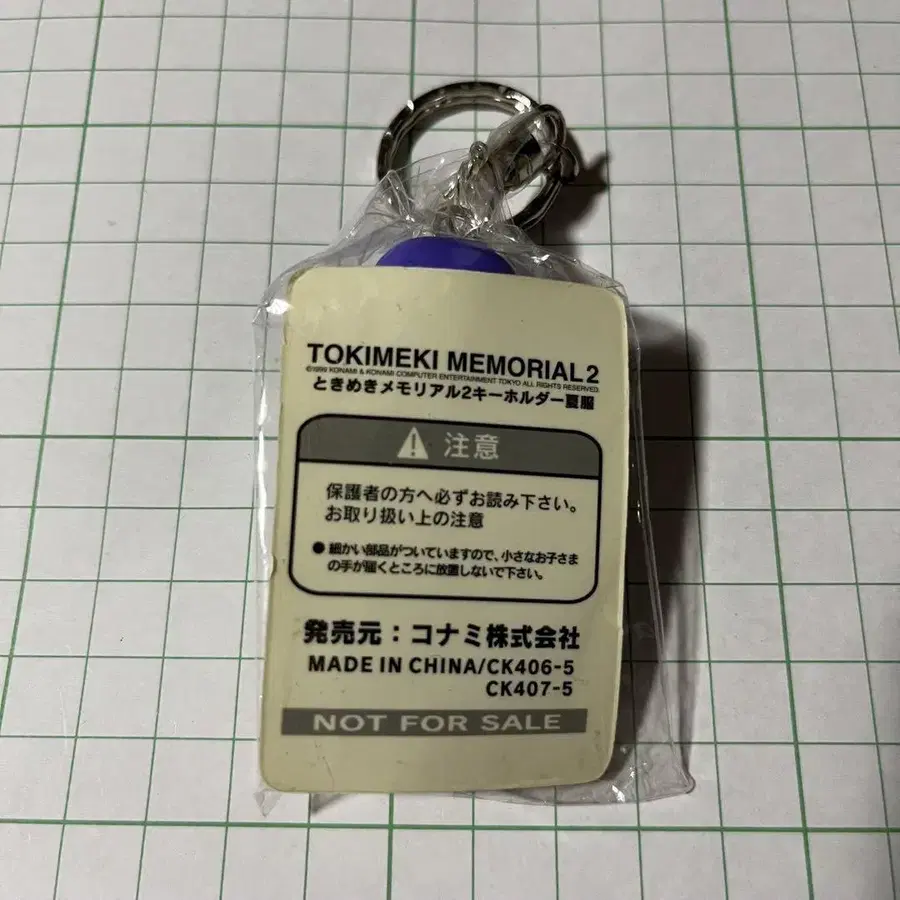 TOKIMEKI MEMORIAL 2
©1999 KONAMI & KONAMI COMPUTER ENTERTAINMENT TOKYO ALL RIGHTS RESERVED.
ときめきメモリアル2キーホルダー夏服
注意
保護者の方へ必ずお読み下さい。
お取り扱い上の注意
●細かい部品がついていますので、小さなお子さま
の手が届くところに放置しないで下さい。
発売元：コナミ株式会社
MADE IN CHINA/CK406-5
CK407-5
NOT FOR SALE